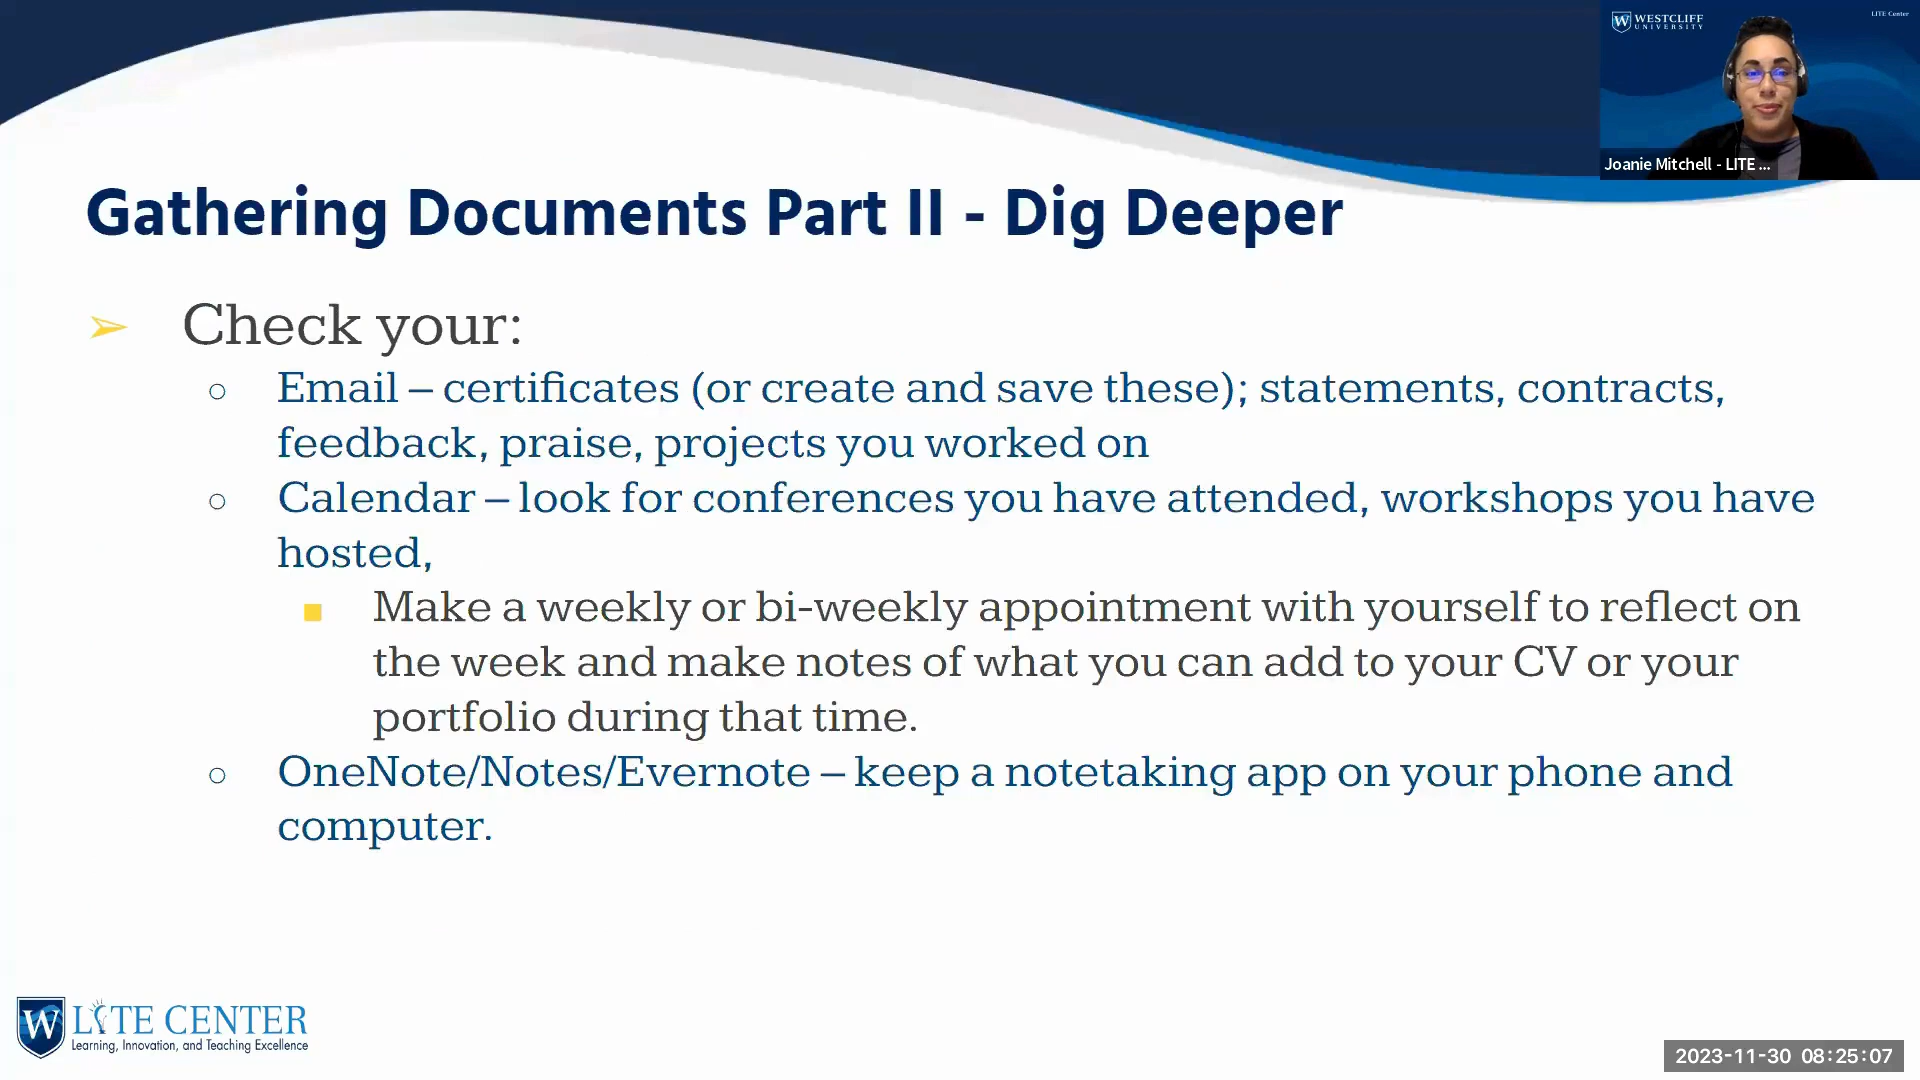 WESTCLIFF
UNIVERSITY
LITE Center
Joanie Mitchell - LITE ...
Gathering Documents Part II - Dig Deeper
➢ Check your:
○ Email – certificates (or create and save these); statements, contracts,
feedback, praise, projects you worked on
○ Calendar – look for conferences you have attended, workshops you have
hosted,
■ Make a weekly or bi-weekly appointment with yourself to reflect on
the week and make notes of what you can add to your CV or your
portfolio during that time.
○ OneNote/Notes/Evernote – keep a notetaking app on your phone and
computer.
W LITE CENTER
Learning, Innovation, and Teaching Excellence
2023-11-30 08:25:07